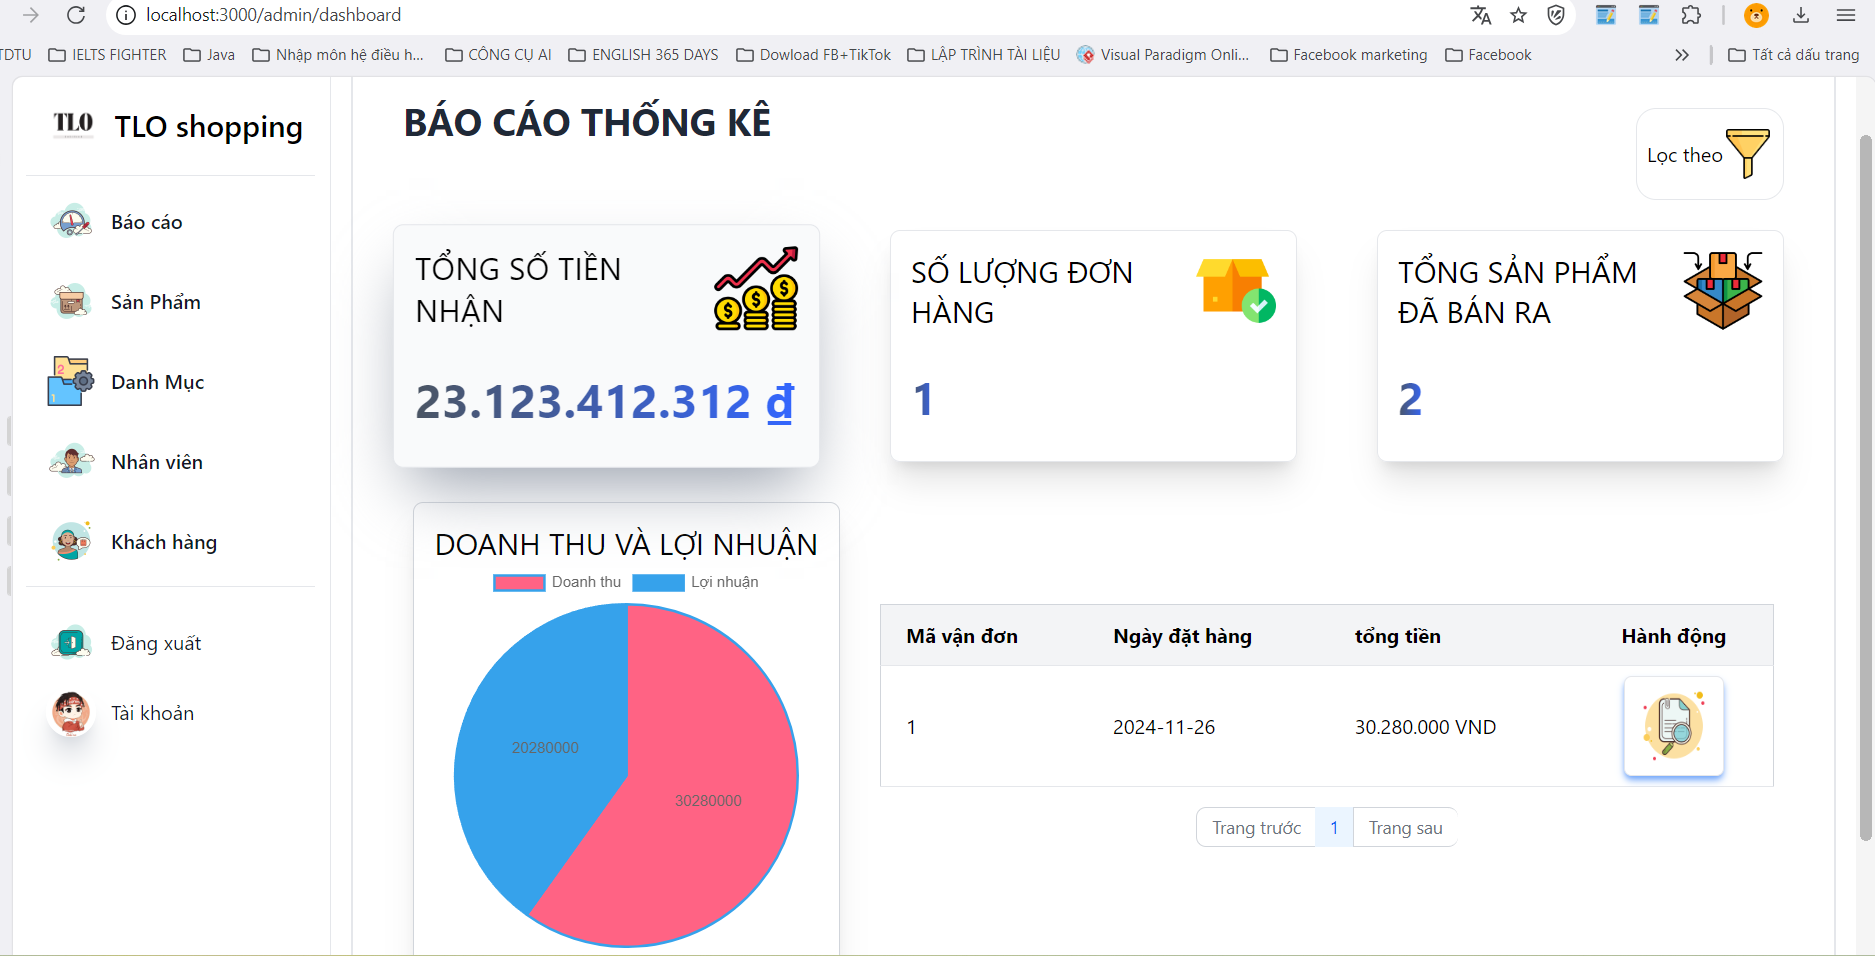 localhost:3000/admin/dashboard
TDTU IELTS FIGHTER Java Nhập môn hệ điều h... CÔNG CỤ AI ENGLISH 365 DAYS Dowload FB+TikTok LẬP TRÌNH TÀI LIỆU Visual Paradigm Onli... Facebook marketing Facebook Tất cả dấu trang
TLO TLO shopping
Báo cáo
Sản Phẩm
Danh Mục
Nhân viên
Khách hàng
Đăng xuất
Tài khoản
BÁO CÁO THỐNG KÊ
Lọc theo
TỔNG SỐ TIỀN
NHẬN
23.123.412.312 ₫
SỐ LƯỢNG ĐƠN
HÀNG
1
TỔNG SẢN PHẨM
ĐÃ BÁN RA
2
DOANH THU VÀ LỢI NHUẬN
Doanh thu Lợi nhuận
20280000
30280000
Mã vận đơn Ngày đặt hàng tổng tiền Hành động
1 2024-11-26 30.280.000 VND
Trang trước 1 Trang sau